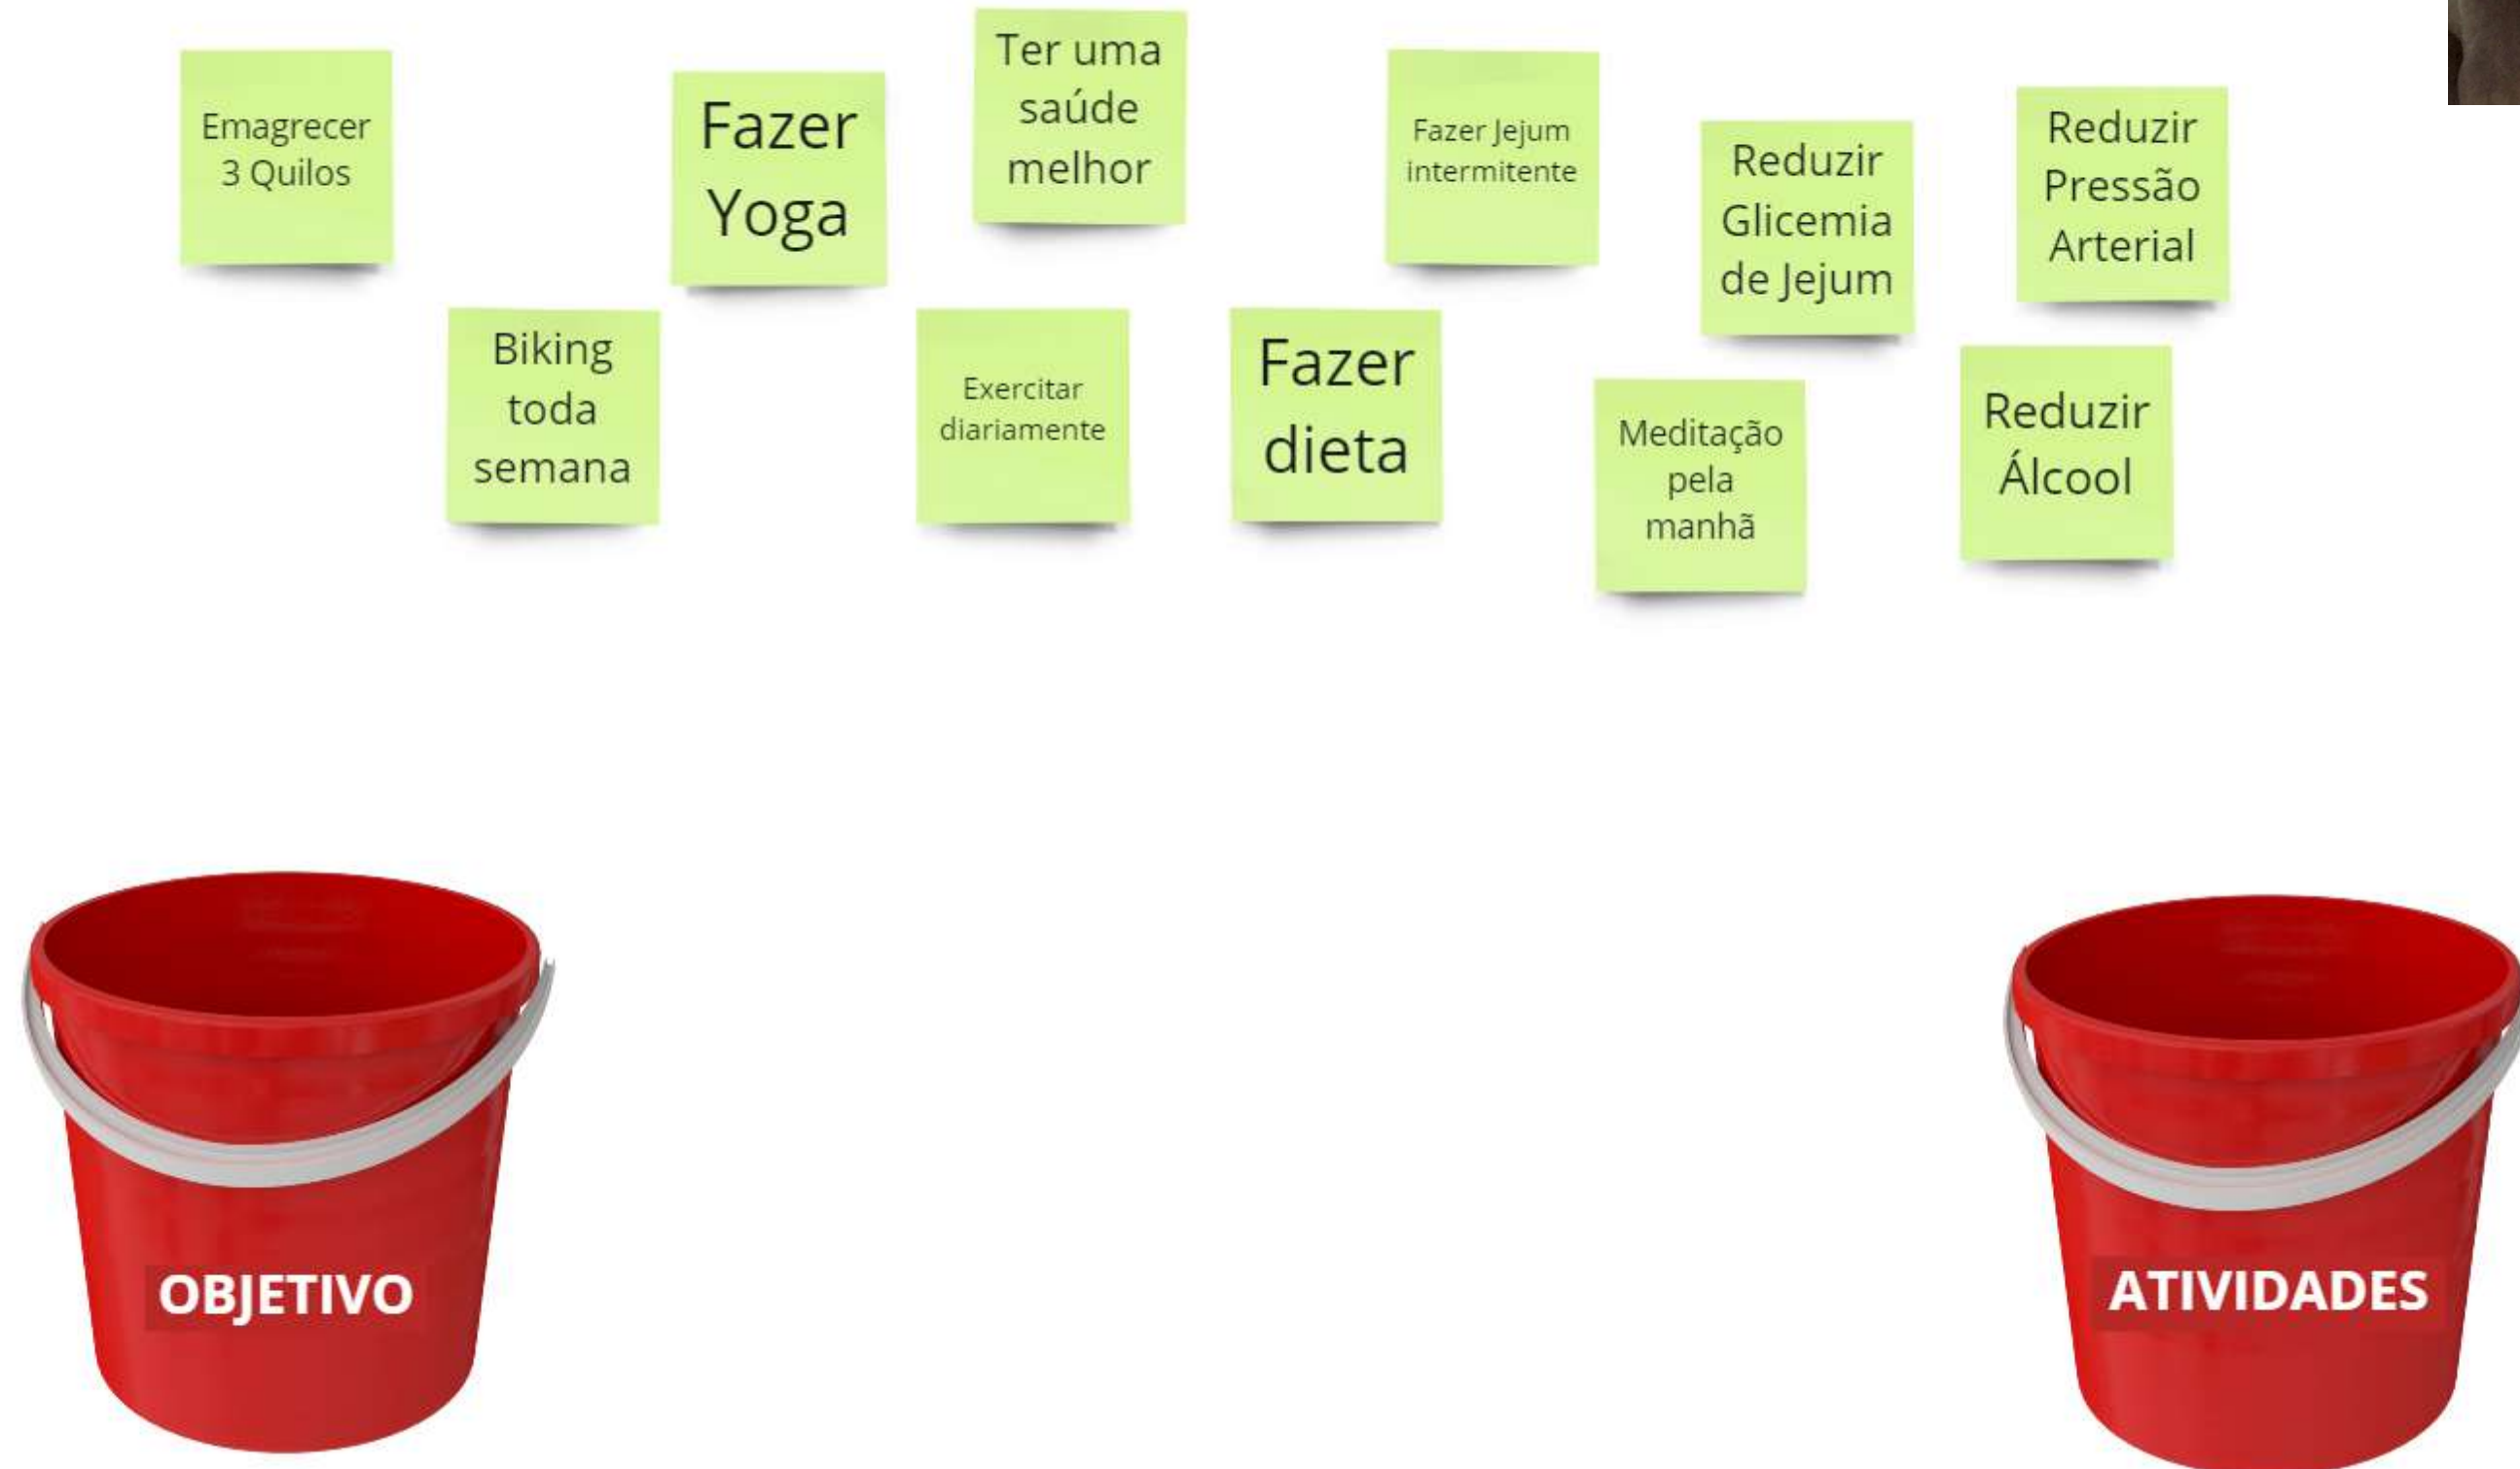 Emagrecer
3 Quilos
Fazer
Yoga
Ter uma
saúde
melhor
Fazer Jejum
intermitente
Reduzir
Glicemia
de Jejum
Reduzir
Pressão
Arterial
Biking
toda
semana
Exercitar
diariamente
Fazer
dieta
Meditação
pela
manhã
Reduzir
Álcool
OBJETIVO
ATIVIDADES